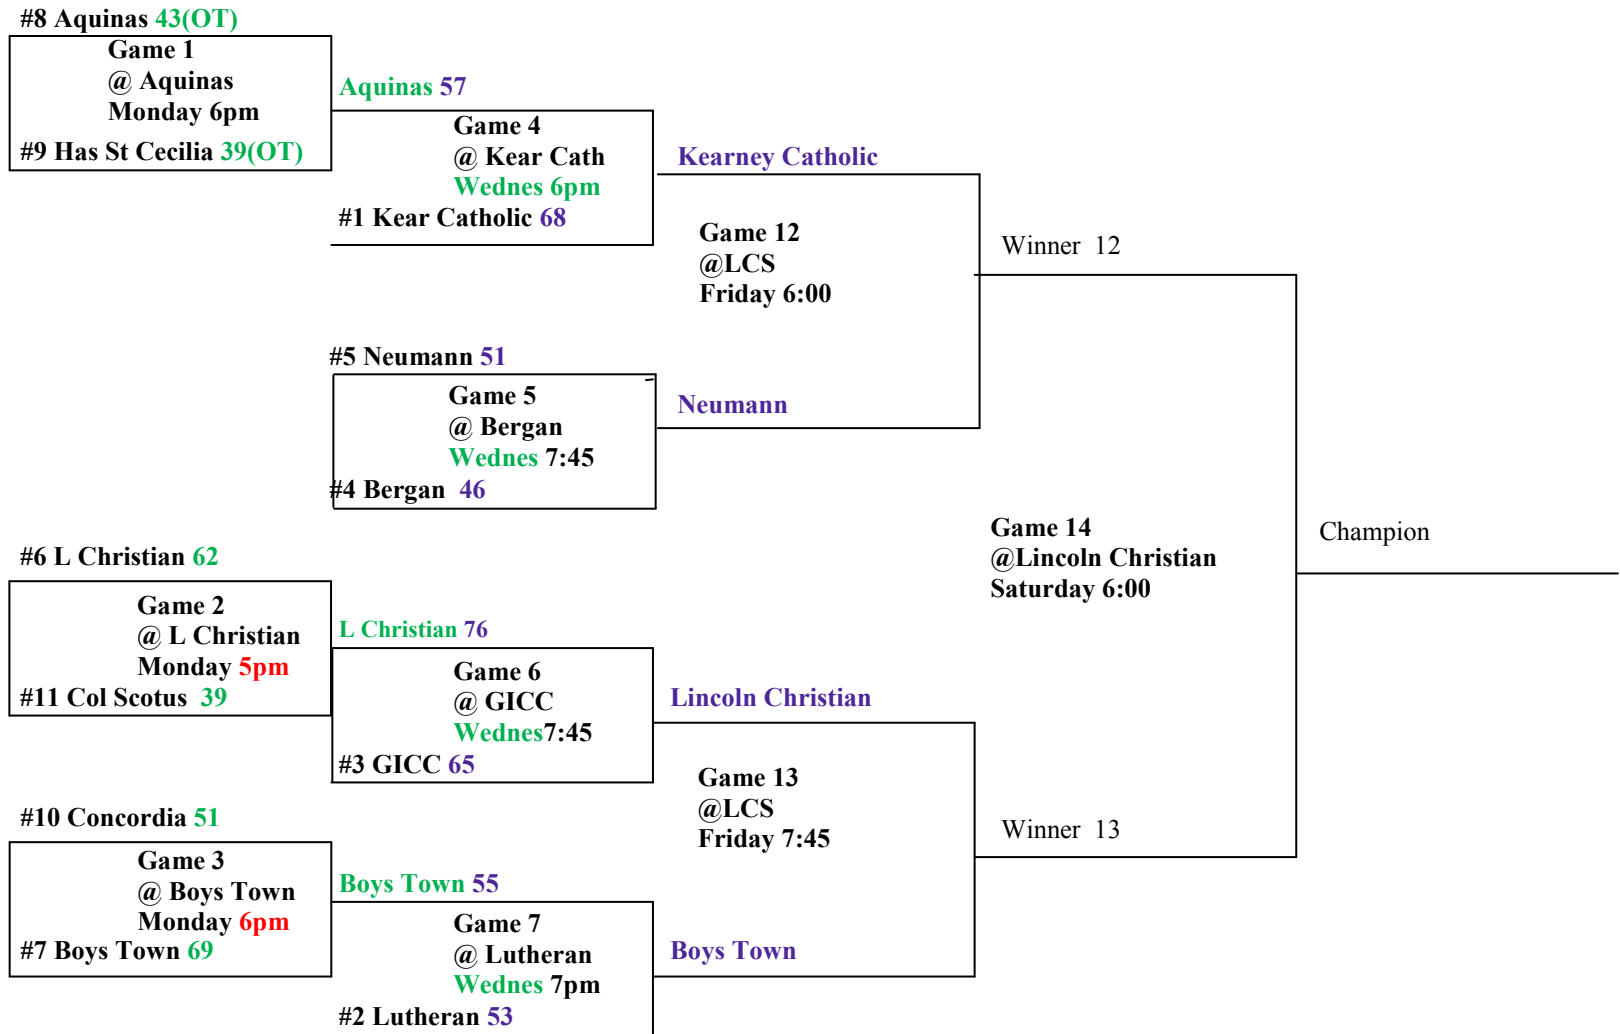 #8 Aquinas 43(OT)
Game 1
@ Aquinas
Monday 6pm
#9 Has St Cecilia 39(OT)
Aquinas 57
Game 4
@ Kear Cath
Wednes 6pm
#1 Kear Catholic 68
Kearney Catholic
Game 12
@LCS
Friday 6:00
Winner 12
#5 Neumann 51
Game 5
@ Bergan
Wednes 7:45
#4 Bergan 46
Neumann
Game 14
@Lincoln Christian
Saturday 6:00
Champion
#6 L Christian 62
Game 2
@ L Christian
Monday 5pm
#11 Col Scotus 39
L Christian 76
Game 6
@ GICC
Wednes7:45
#3 GICC 65
Lincoln Christian
Game 13
@LCS
Friday 7:45
Winner 13
#10 Concordia 51
Game 3
@ Boys Town
Monday 6pm
#7 Boys Town 69
Boys Town 55
Game 7
@ Lutheran
Wednes 7pm
#2 Lutheran 53
Boys Town